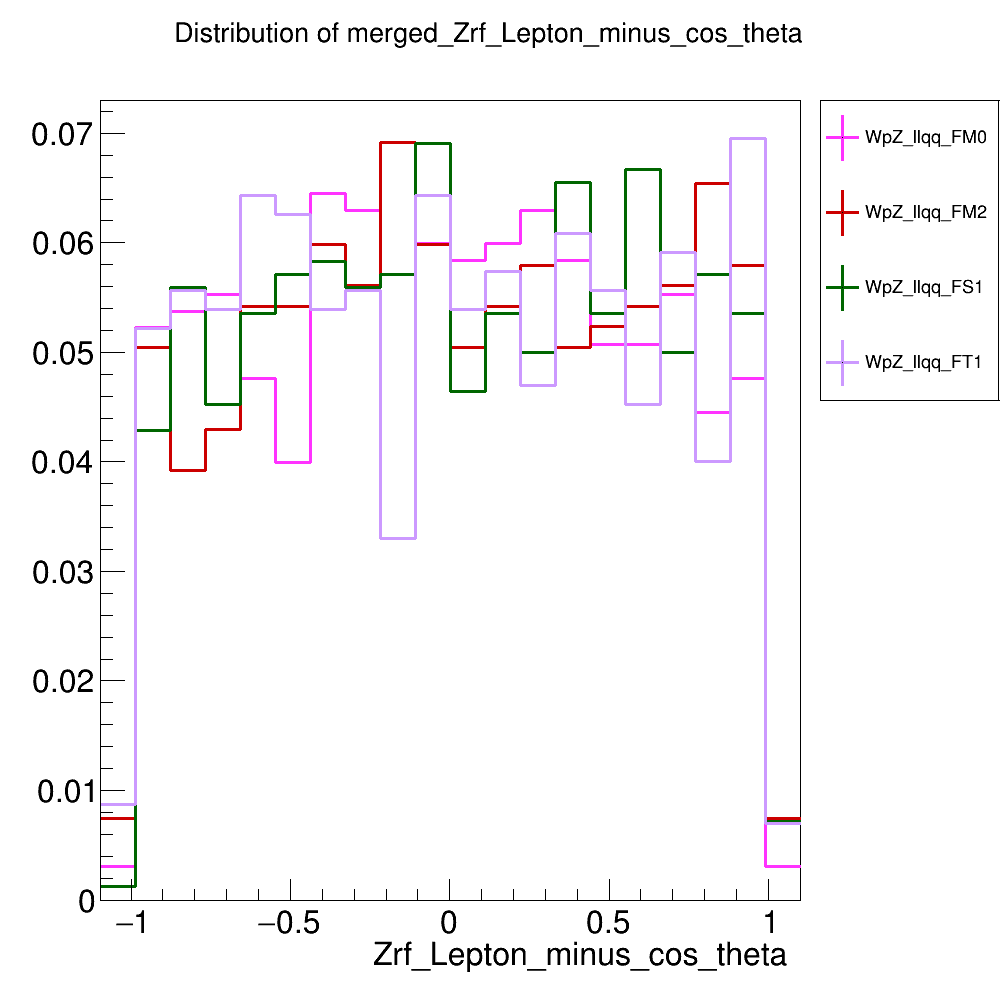 Distribution of merged_Zrf_Lepton_minus_cos_theta
0.07
0.06
0.05
0.04
0.03
0.02
0.01
0
−1
−0.5
0
0.5
1
Zrf_Lepton_minus_cos_theta
WpZ_llqq_FM0
WpZ_llqq_FM2
WpZ_llqq_FS1
WpZ_llqq_FT1